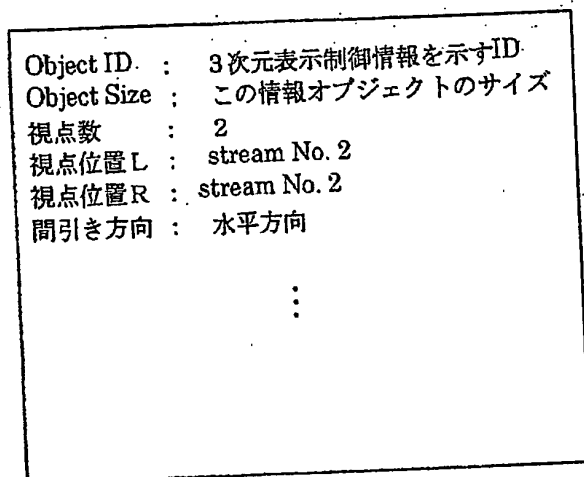 Object ID : 3次元表示制御情報を示すID
Object Size : この情報オブジェクトのサイズ
視点数 : 2
視点位置L : stream No. 2
視点位置R : stream No. 2
間引き方向 : 水平方向
⋮